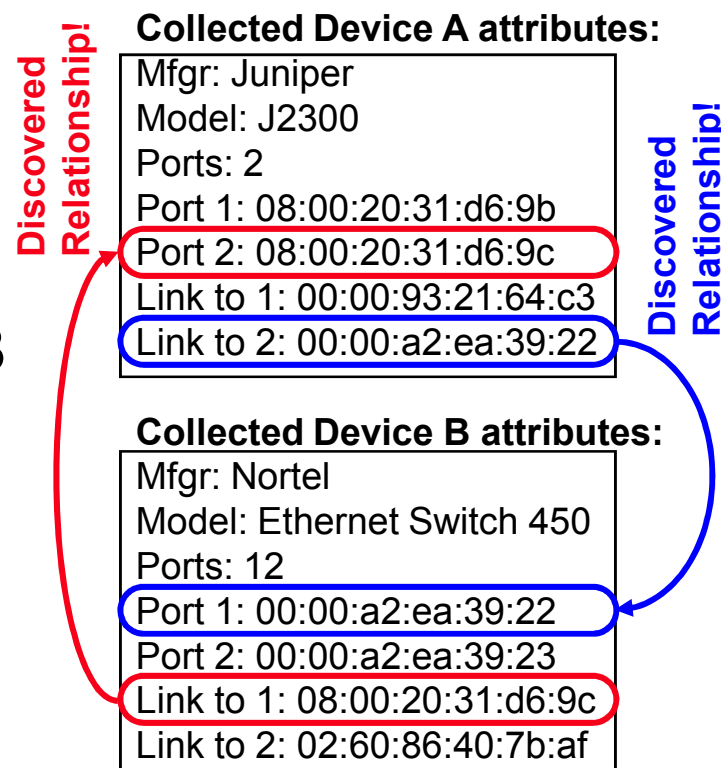 Collected Device A attributes:
Discovered
Relationship!
Mfgr: Juniper
Model: J2300
Ports: 2
Port 1: 08:00:20:31:d6:9b
Port 2: 08:00:20:31:d6:9c
Link to 1: 00:00:93:21:64:c3
Link to 2: 00:00:a2:ea:39:22
Discovered
Relationship!
Collected Device B attributes:
Mfgr: Nortel
Model: Ethernet Switch 450
Ports: 12
Port 1: 00:00:a2:ea:39:22
Port 2: 00:00:a2:ea:39:23
Link to 1: 08:00:20:31:d6:9c
Link to 2: 02:60:86:40:7b:af